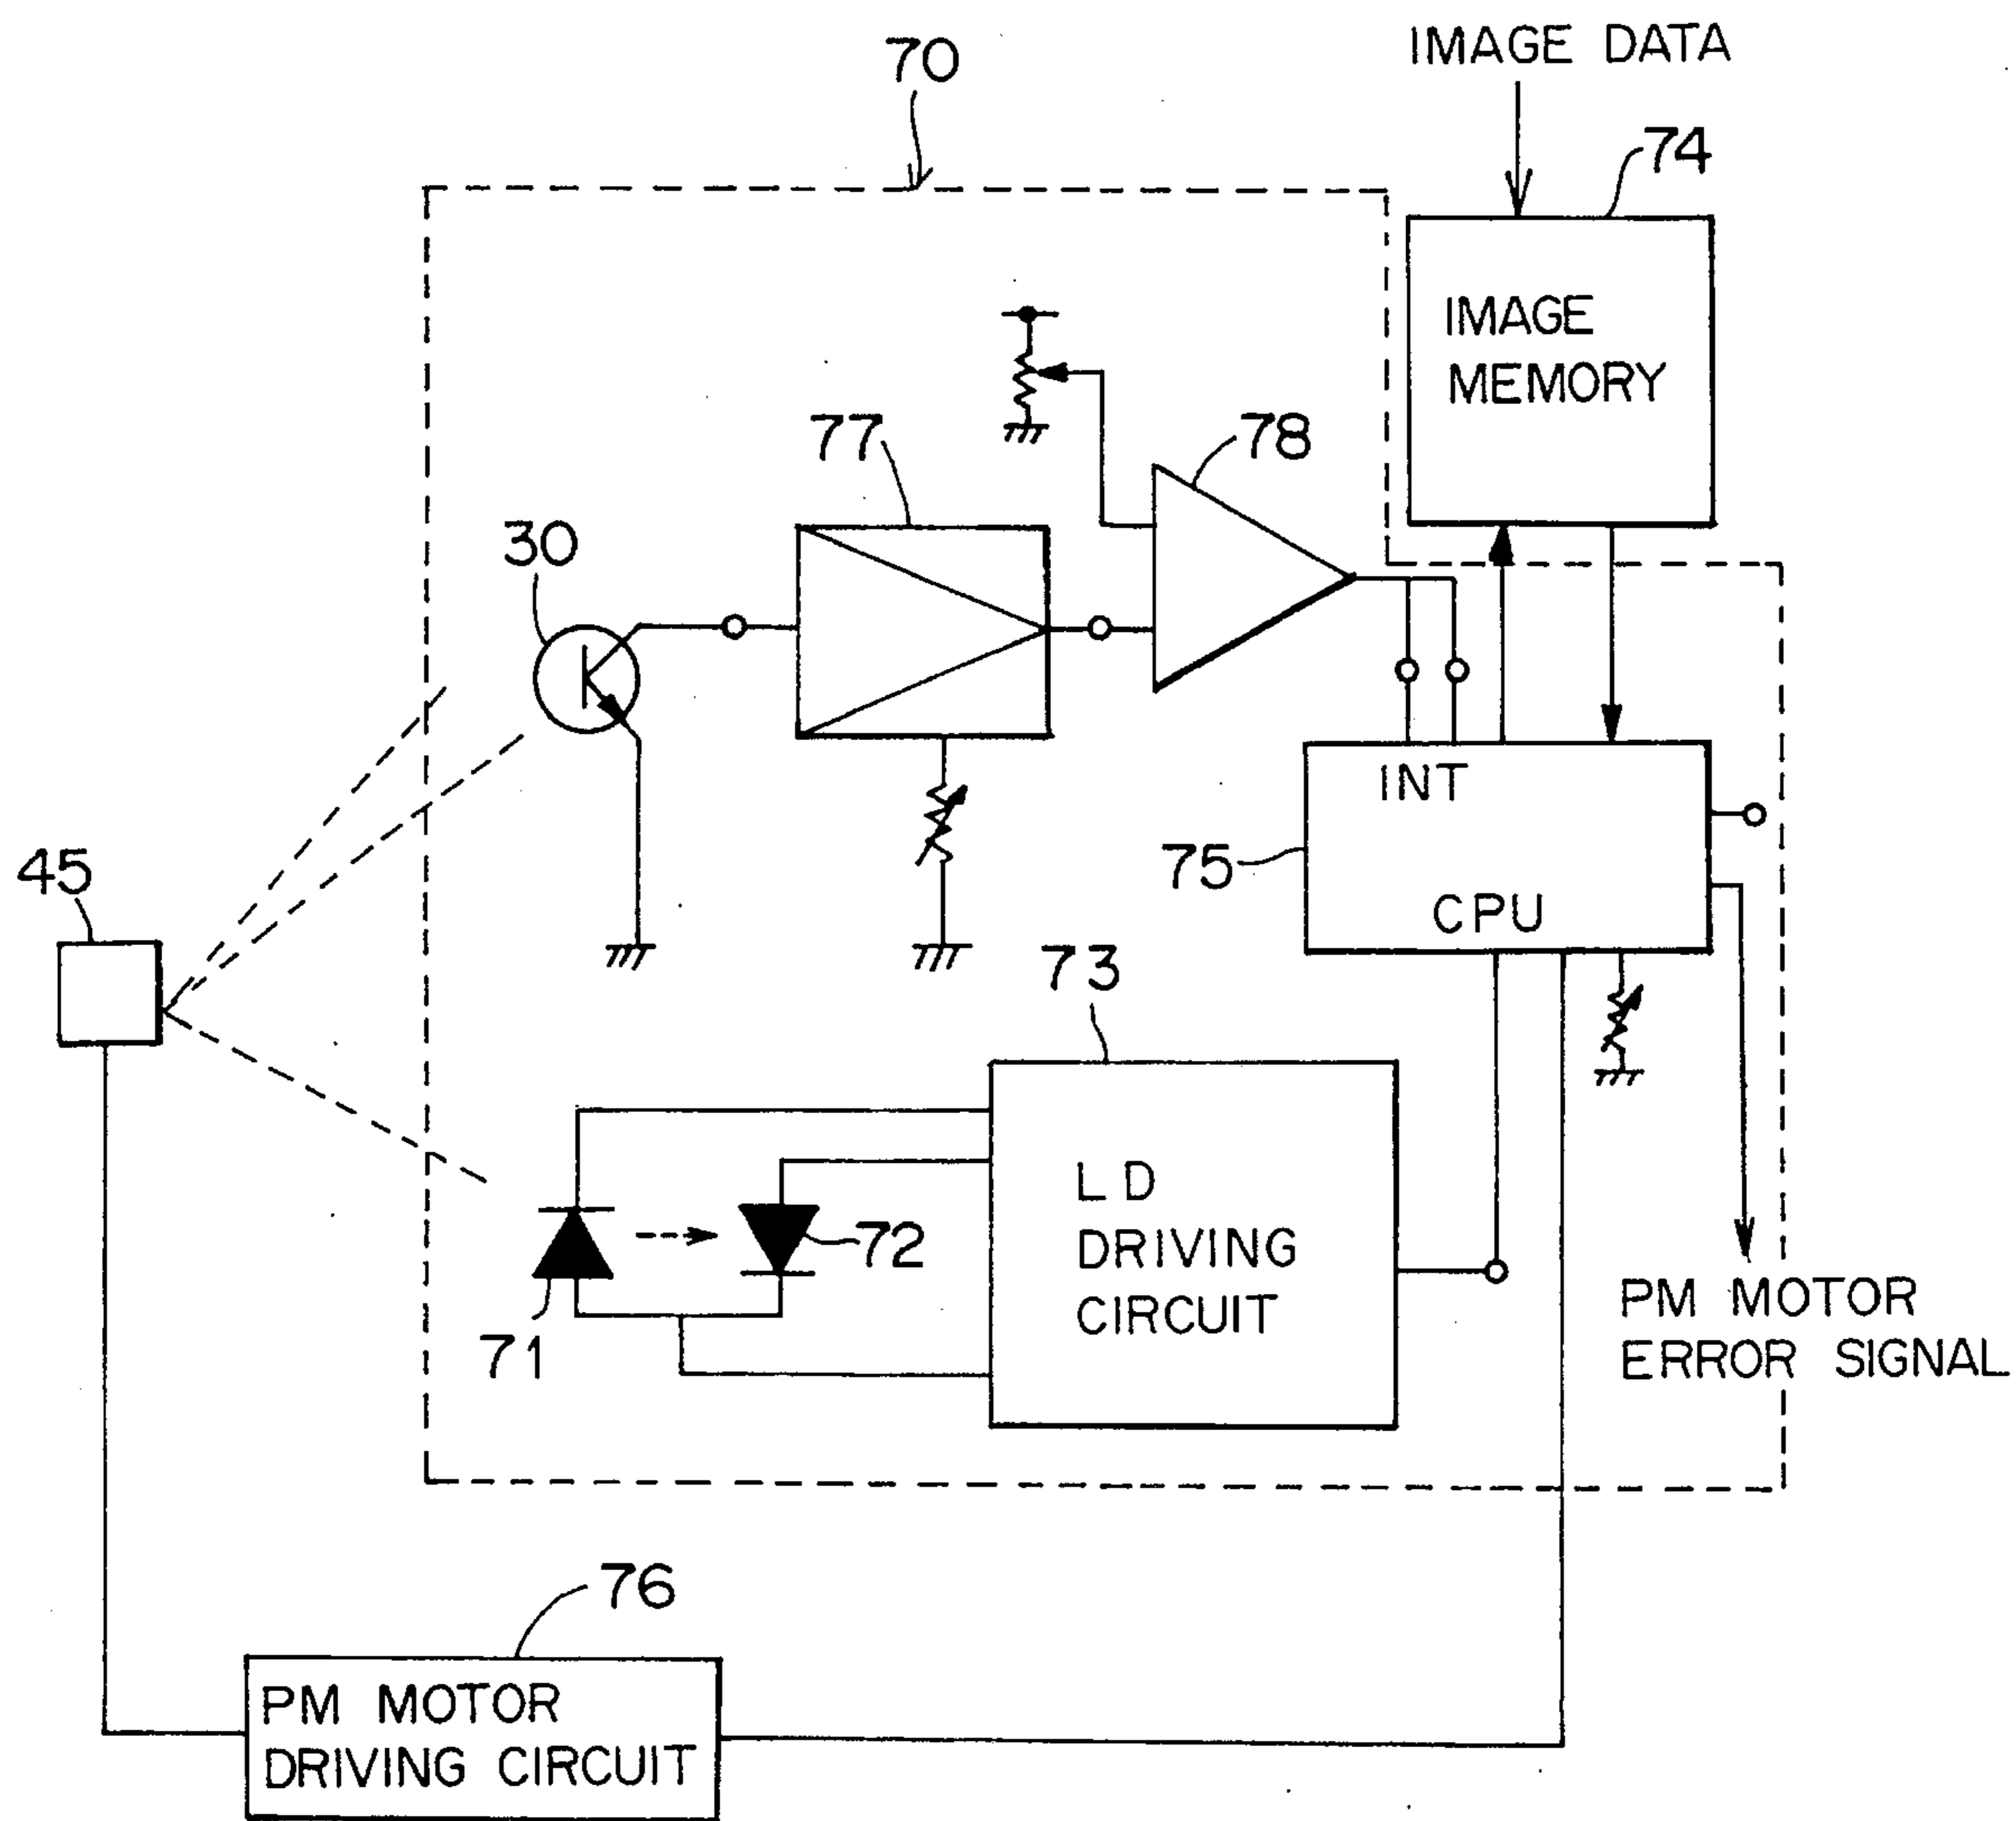 IMAGE DATA
70
74
IMAGE
MEMORY
77
78
30
INT
75
CPU
45
73
LD
DRIVING
CIRCUIT
72
71
PM MOTOR
ERROR SIGNAL
76
PM MOTOR
DRIVING CIRCUIT